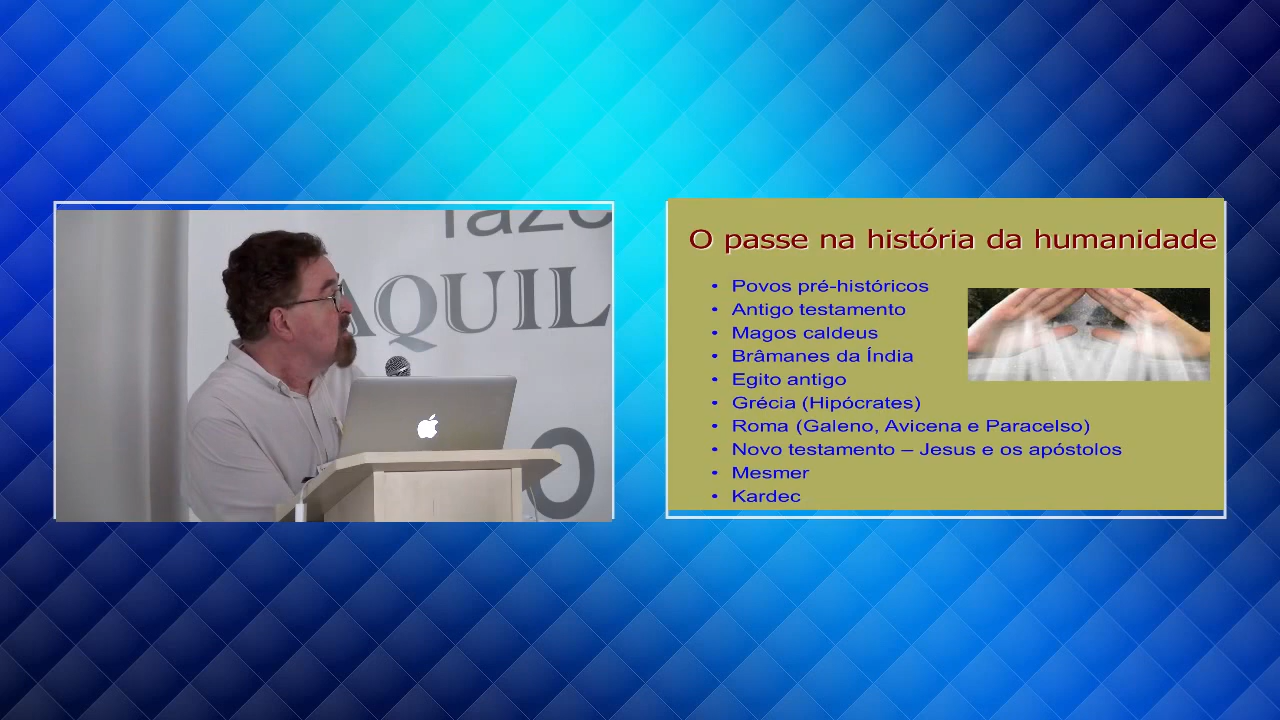 faze
AQUIL
O passe na história da humanidade
• Povos pré-históricos
• Antigo testamento
• Magos caldeus
• Brâmanes da Índia
• Egito antigo
• Grécia (Hipócrates)
• Roma (Galeno, Avicena e Paracelso)
• Novo testamento – Jesus e os apóstolos
• Mesmer
• Kardec